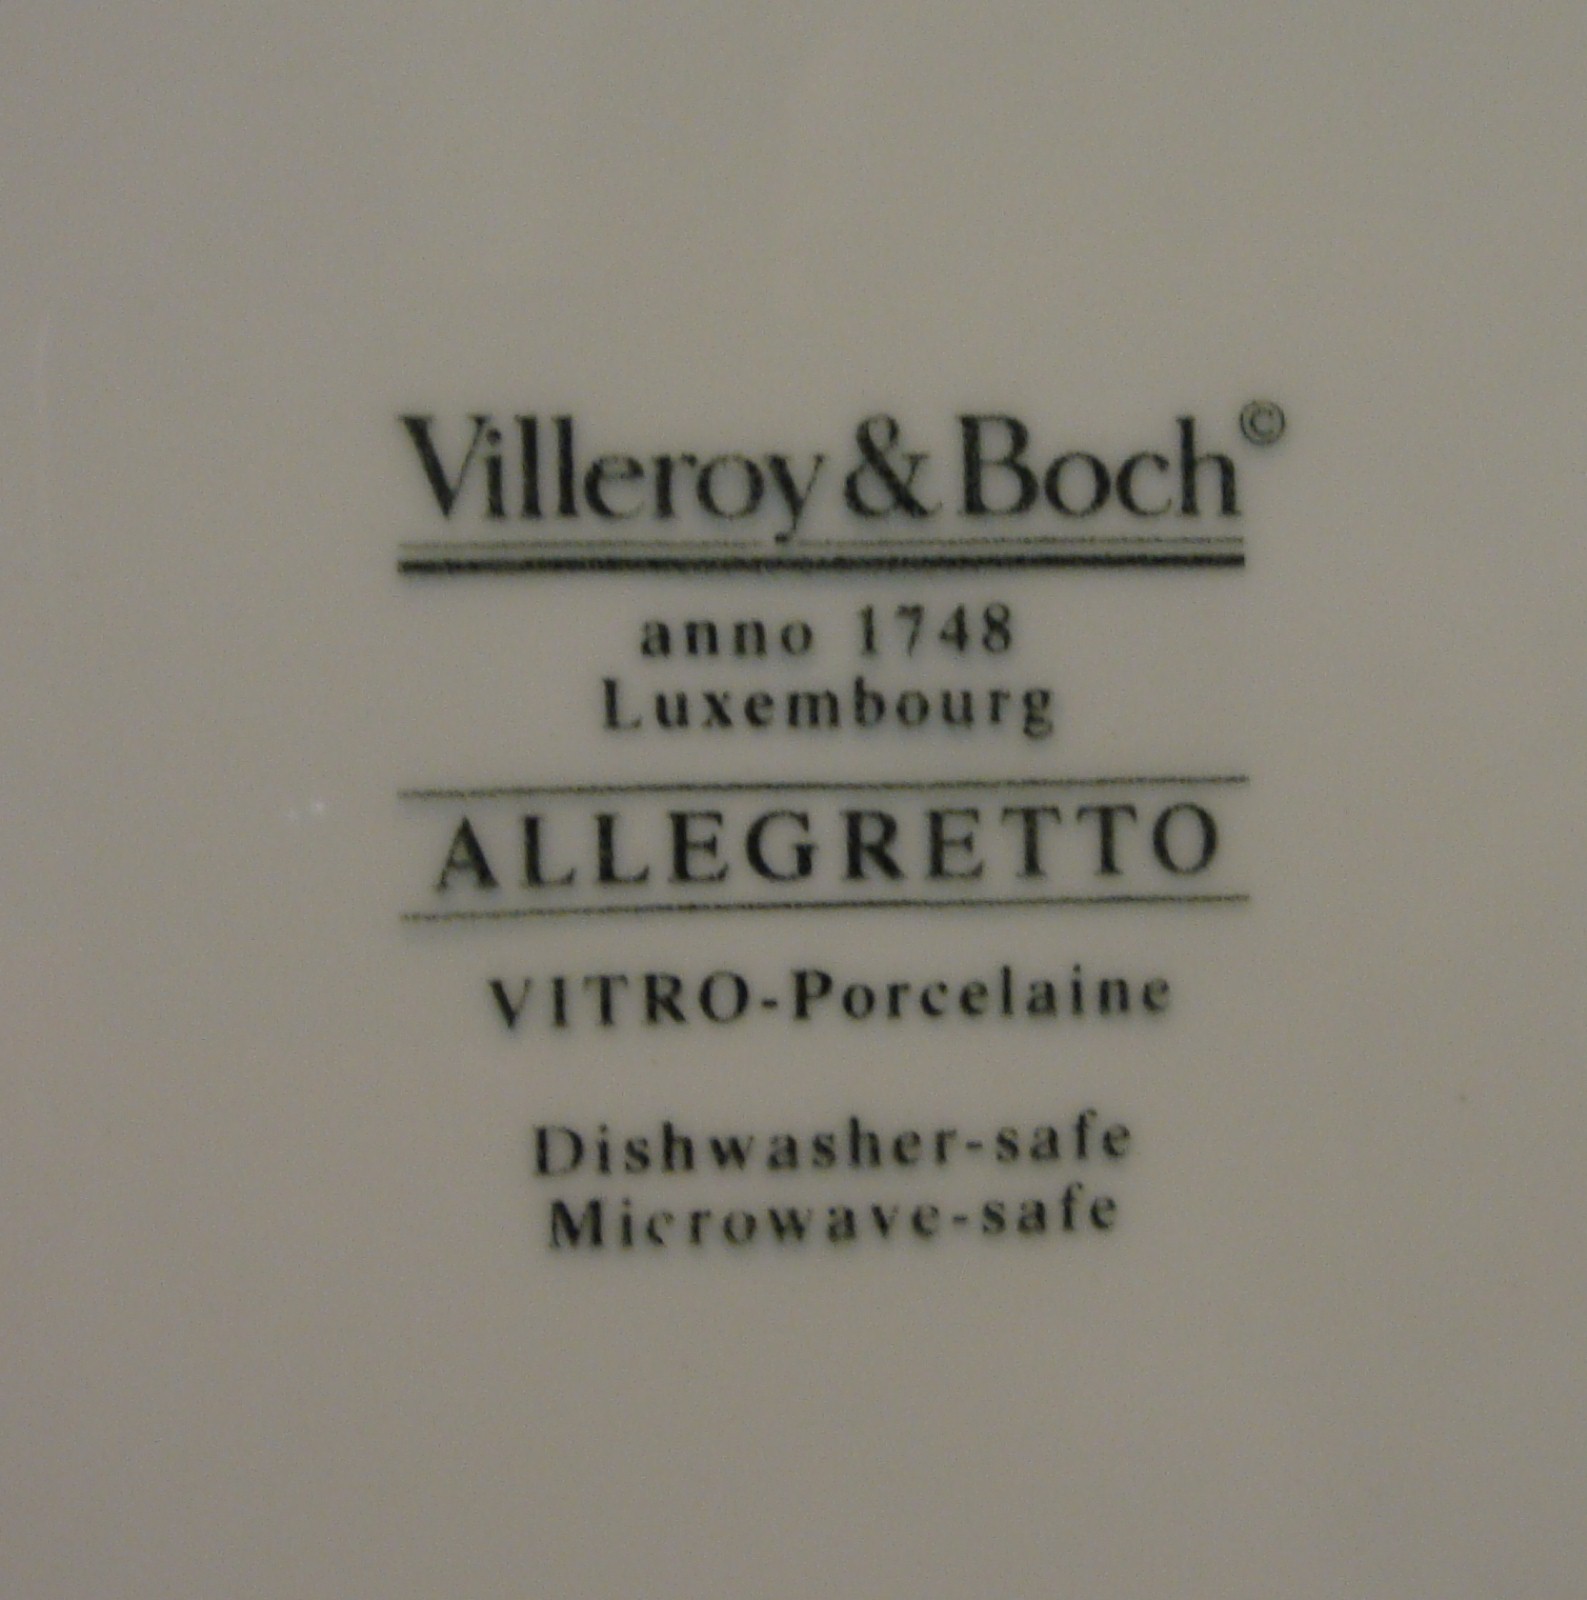 Villeroy & Boch©
anno 1748
Luxembourg
ALLEGRETTO
VITRO-Porcelaine
Dishwasher-safe
Microwave-safe